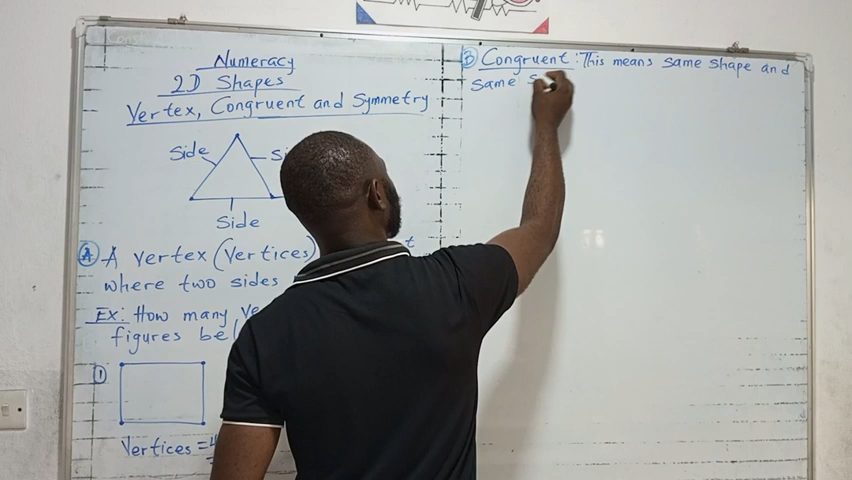 Numeracy
2D Shapes
Vertex, Congruent and Symmetry
Side
Side
A A vertex (Vertices)
where two sides
Ex: How many
figures
1
Vertices = 4
B Congruent: This means same shape and
same